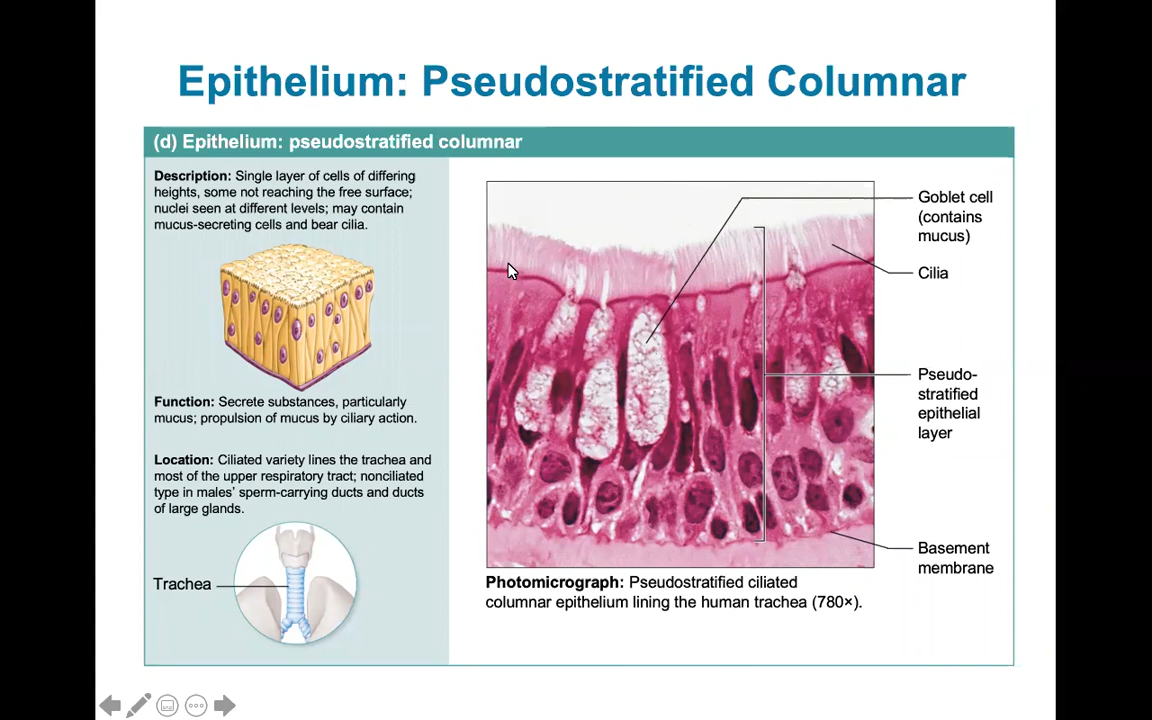 Epithelium: Pseudostratified Columnar
(d) Epithelium: pseudostratified columnar
Description: Single layer of cells of differing
heights, some not reaching the free surface;
nuclei seen at different levels; may contain
mucus-secreting cells and bear cilia.
Function: Secrete substances, particularly
mucus; propulsion of mucus by ciliary action.
Location: Ciliated variety lines the trachea and
most of the upper respiratory tract; nonciliated
type in males’ sperm-carrying ducts and ducts
of large glands.
Trachea
Goblet cell
(contains
mucus)
Cilia
Pseudo-
stratified
epithelial
layer
Basement
membrane
Photomicrograph: Pseudostratified ciliated
columnar epithelium lining the human trachea (780×).